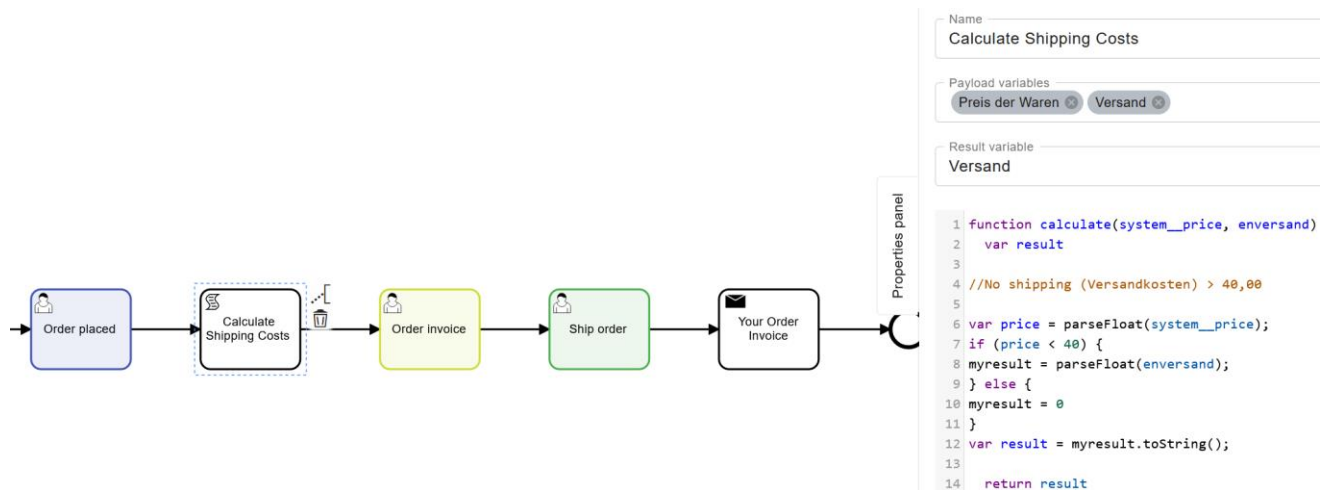 Order placed
Calculate
Shipping Costs
Order invoice
Ship order
Your Order
Invoice
Properties panel
Name
Calculate Shipping Costs
Payload variables
Preis der Waren
Versand
Result variable
Versand
1 function calculate(system__price, enversand)
2 var result
3
4 //No shipping (Versandkosten) > 40,00
5
6 var price = parseFloat(system__price);
7 if (price < 40) {
8 myresult = parseFloat(enversand);
9 } else {
10 myresult = 0
11 }
12 var result = myresult.toString();
13
14 return result